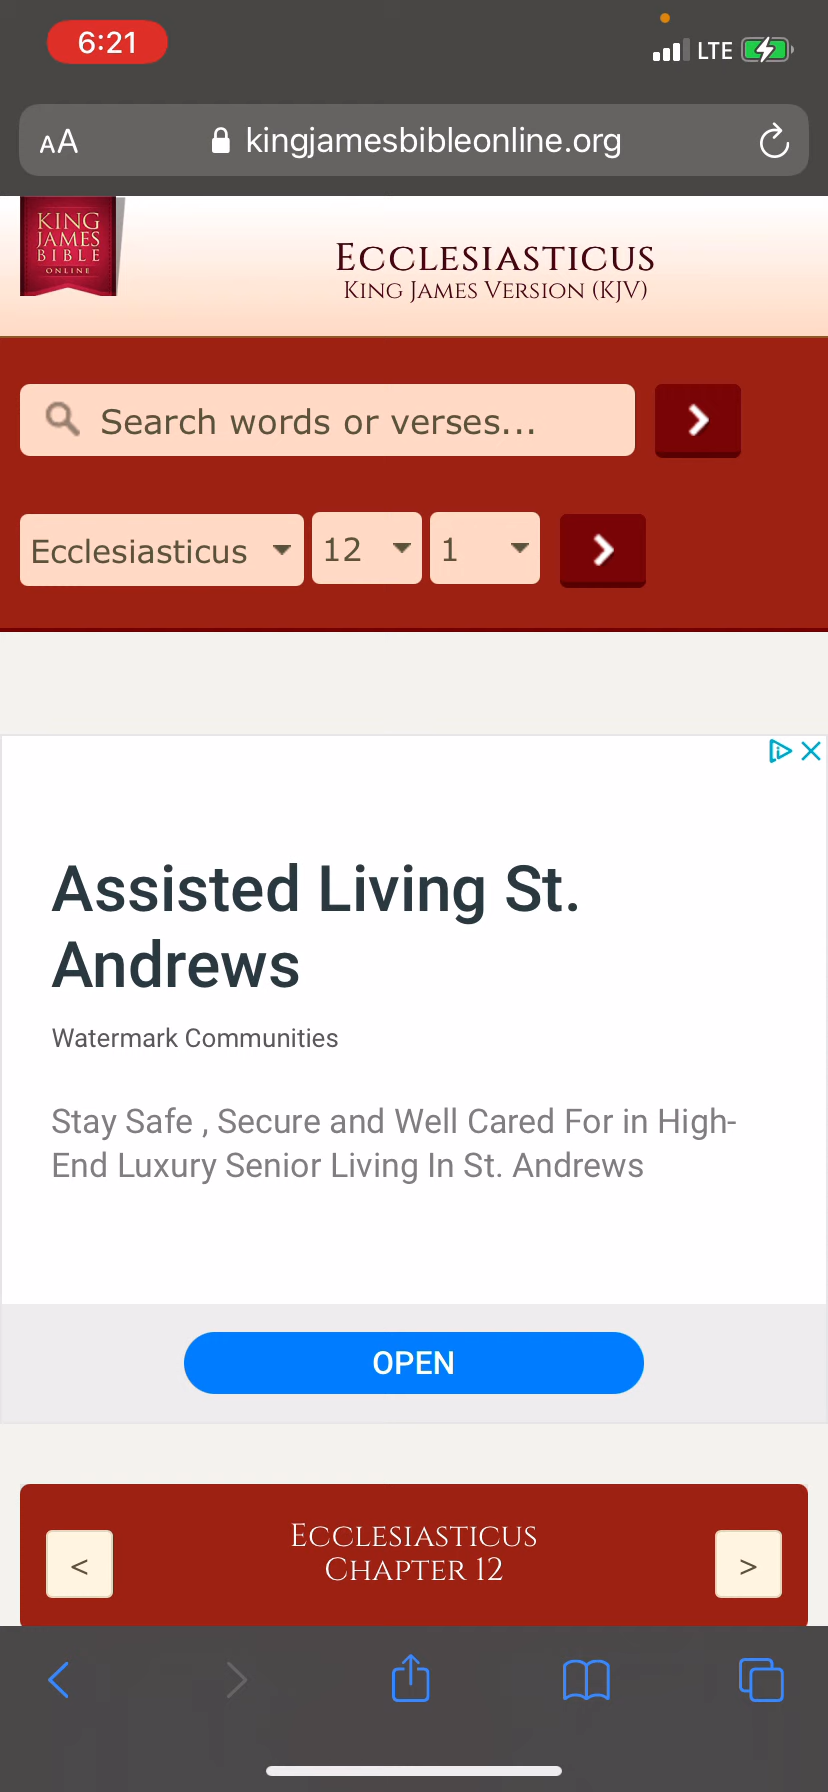 6:21
LTE
AA
kingjamesbibleonline.org
KING
JAMES
BIBLE
ONLINE
Ecclesiasticus
King James Version (KJV)
Search words or verses...
Ecclesiasticus
12
1
Assisted Living St.
Andrews
Watermark Communities
Stay Safe , Secure and Well Cared For in High-
End Luxury Senior Living In St. Andrews
OPEN
<
Ecclesiasticus
Chapter 12
>